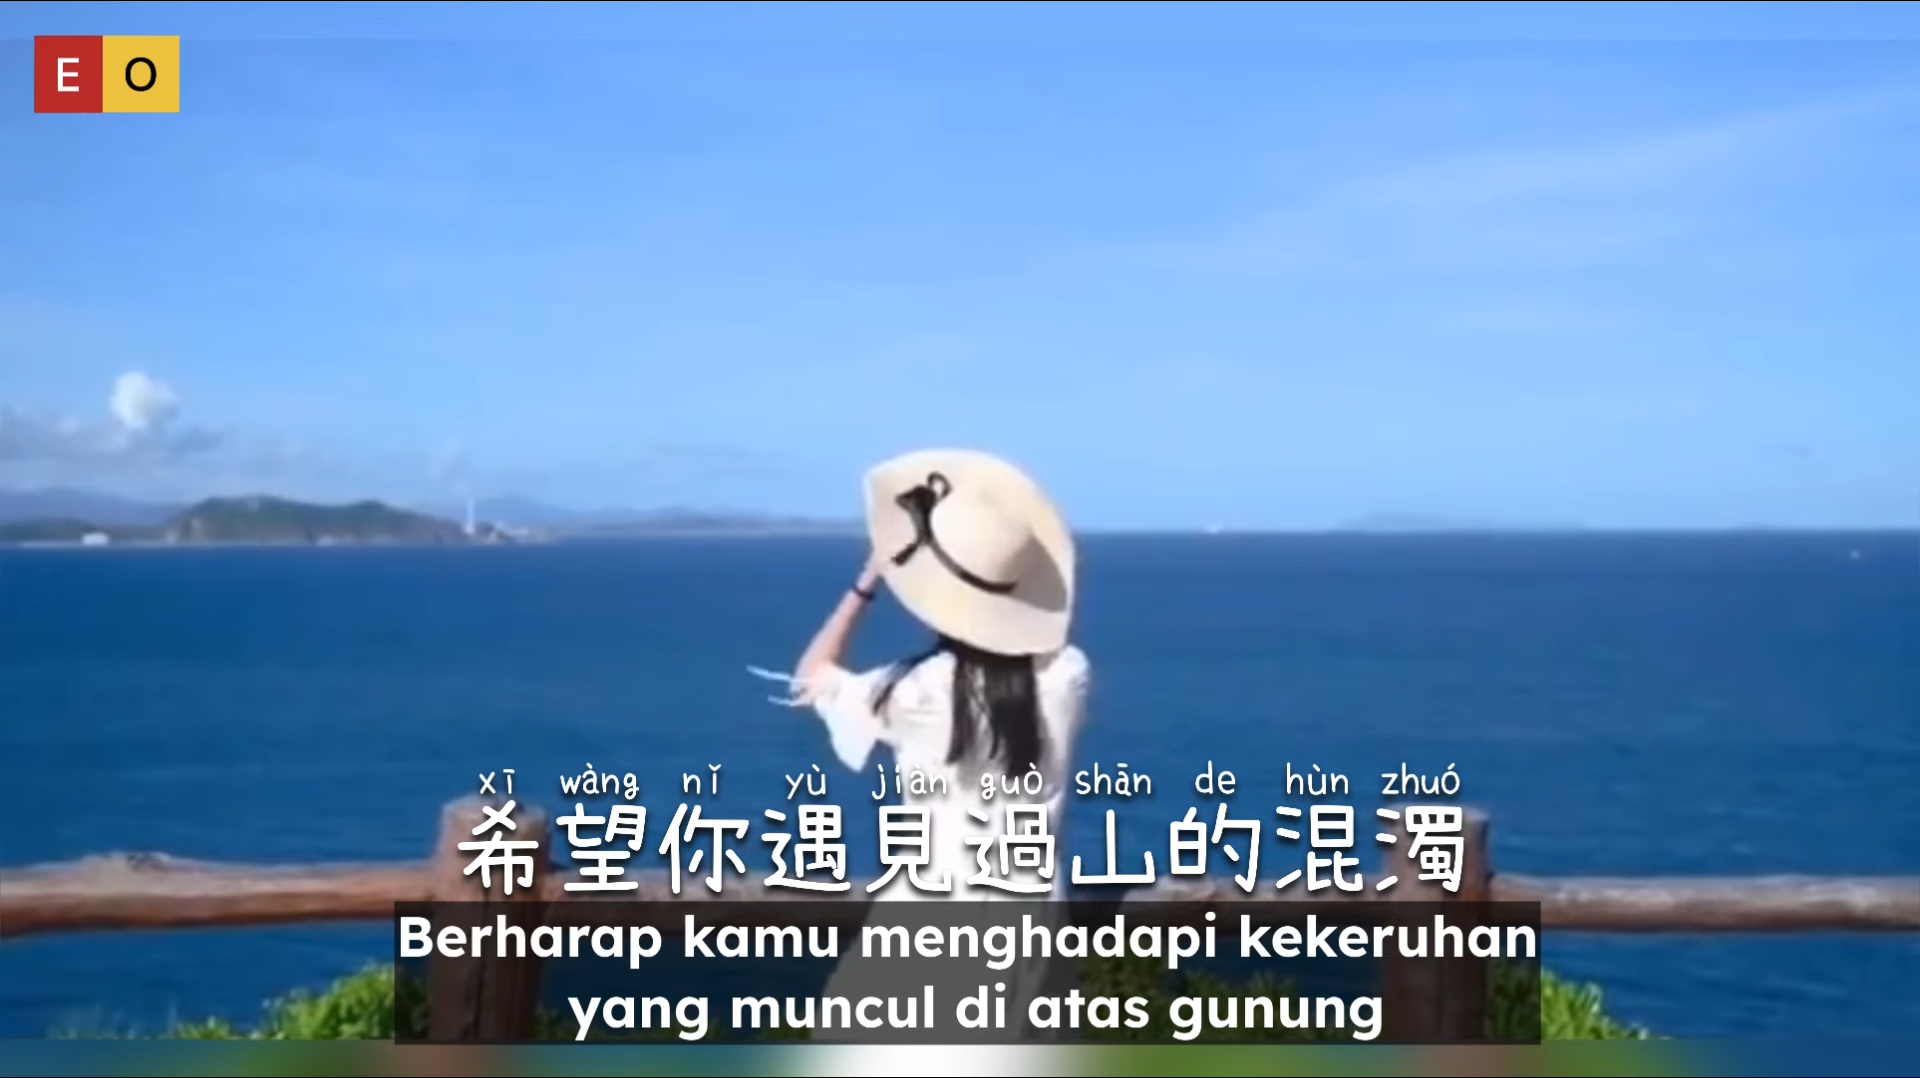 E O
xī wàng nǐ yù jiàn guò shān de hùn zhuó
希望你遇見過山的混濁
Berharap kamu menghadapi kekeruhan
yang muncul di atas gunung